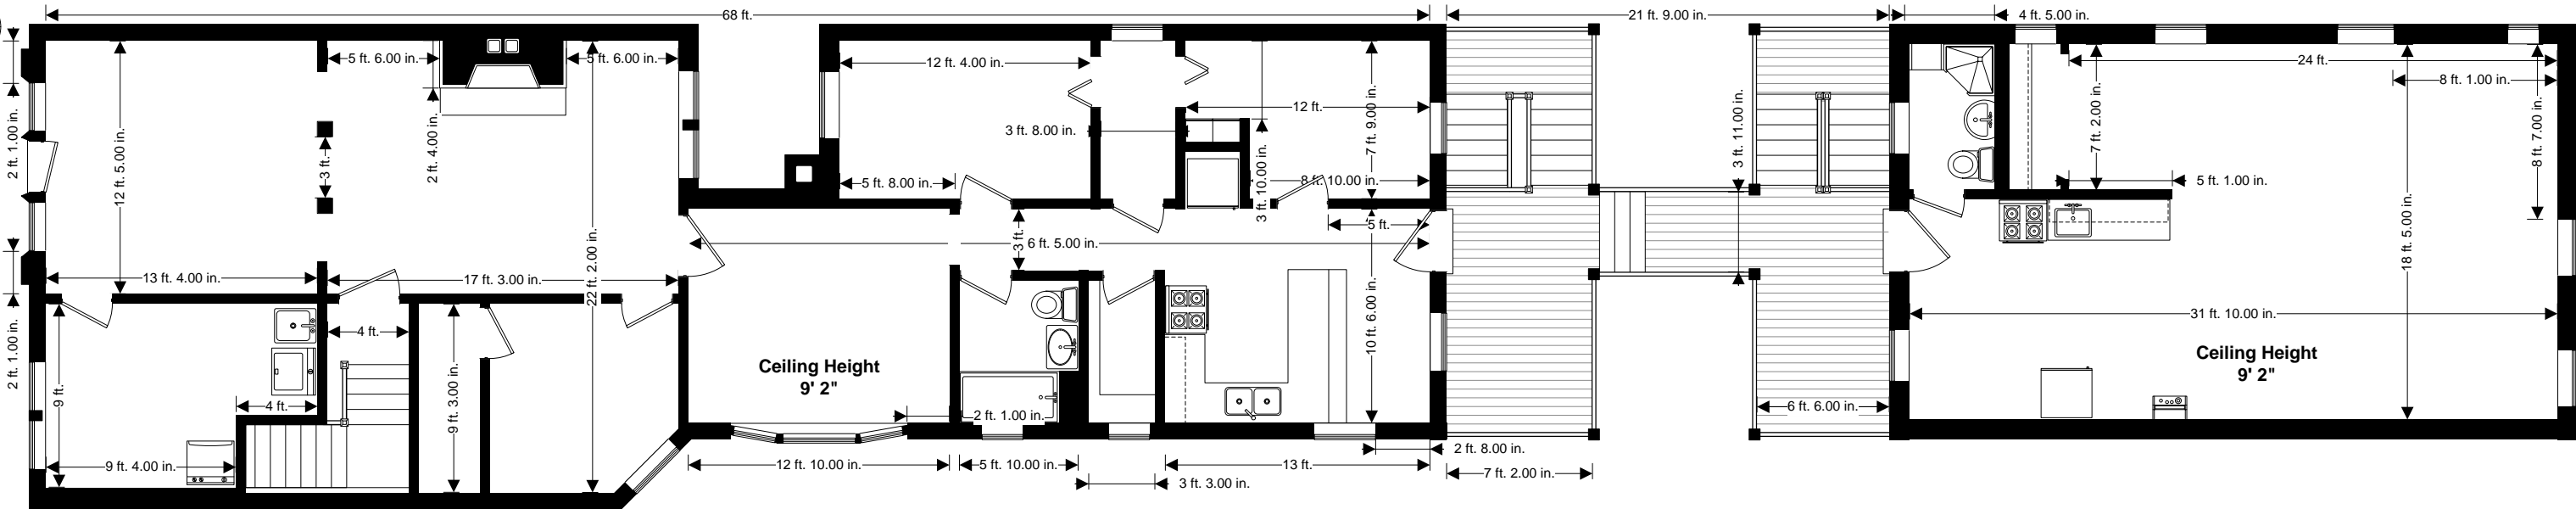 68 ft.
21 ft. 9.00 in.
4 ft. 5.00 in.
5 ft. 6.00 in.
5 ft. 6.00 in.
12 ft. 4.00 in.
24 ft.
8 ft. 1.00 in.
2 ft. 1.00 in.
12 ft. 5.00 in.
3 ft.
2 ft. 4.00 in.
3 ft. 8.00 in.
12 ft.
7 ft. 9.00 in.
3 ft. 11.00 in.
7 ft. 2.00 in.
8 ft. 7.00 in.
5 ft. 8.00 in.
3 ft. 10.00 in.
8 ft. 10.00 in.
5 ft. 1.00 in.
5 ft.
3 ft.
6 ft. 5.00 in.
18 ft. 5.00 in.
22 ft. 2.00 in.
13 ft. 4.00 in.
17 ft. 3.00 in.
10 ft. 6.00 in.
31 ft. 10.00 in.
2 ft. 1.00 in.
4 ft.
9 ft.
9 ft. 3.00 in.
Ceiling Height
9' 2"
Ceiling Height
9' 2"
4 ft.
2 ft. 1.00 in.
6 ft. 6.00 in.
2 ft. 8.00 in.
9 ft. 4.00 in.
12 ft. 10.00 in.
5 ft. 10.00 in.
13 ft.
7 ft. 2.00 in.
3 ft. 3.00 in.